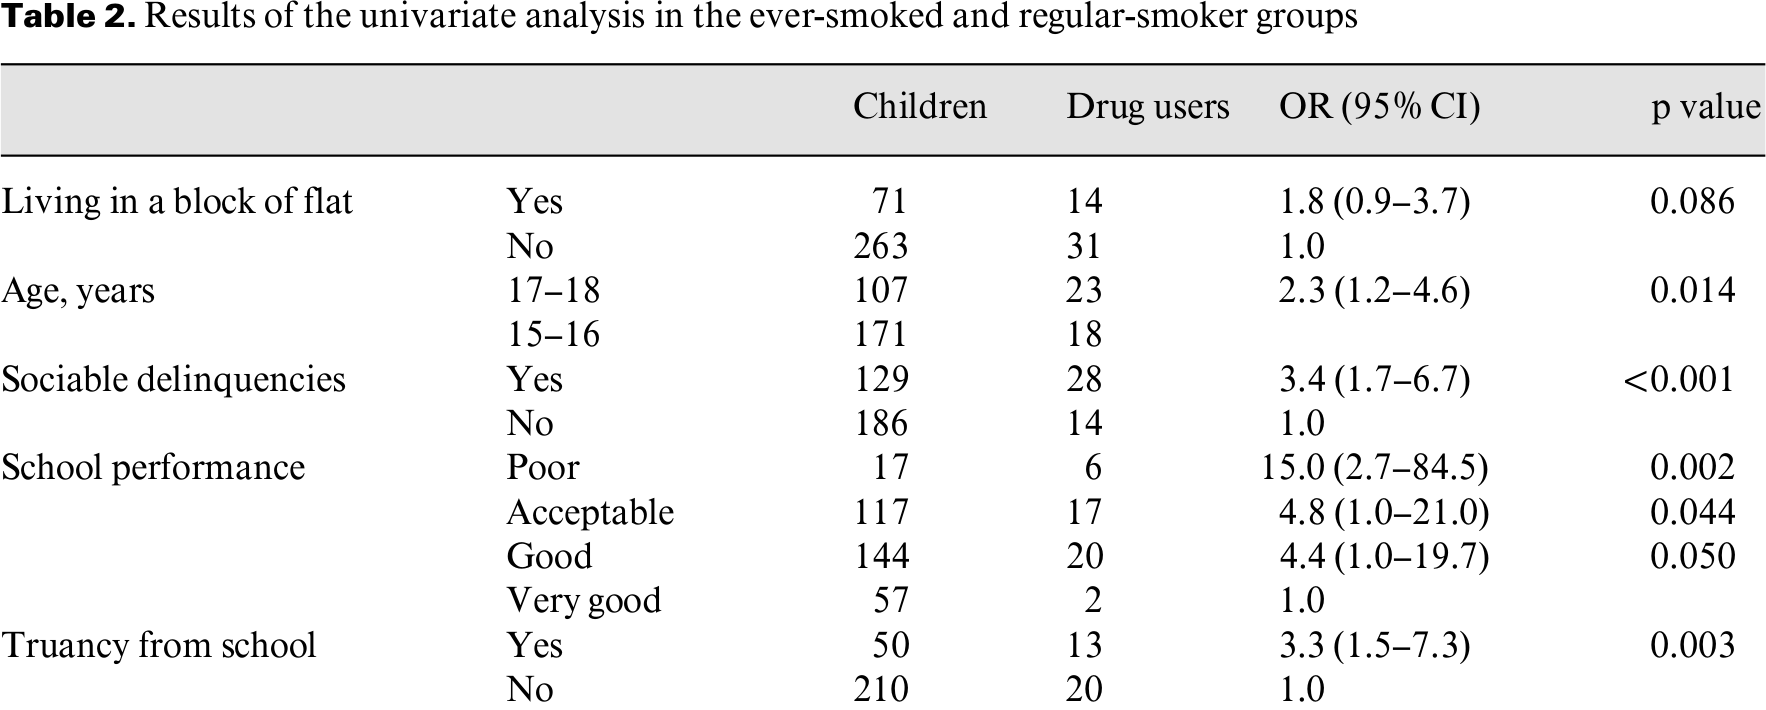 Table 2. Results of the univariate analysis in the ever-smoked and regular-smoker groups
Children Drug users OR (95% CI) p value
Living in a block of flat Yes 71 14 1.8 (0.9–3.7) 0.086
No 263 31 1.0
Age, years 17–18 107 23 2.3 (1.2–4.6) 0.014
15–16 171 18
Sociable delinquencies Yes 129 28 3.4 (1.7–6.7) <0.001
No 186 14 1.0
School performance Poor 17 6 15.0 (2.7–84.5) 0.002
Acceptable 117 17 4.8 (1.0–21.0) 0.044
Good 144 20 4.4 (1.0–19.7) 0.050
Very good 57 2 1.0
Truancy from school Yes 50 13 3.3 (1.5–7.3) 0.003
No 210 20 1.0